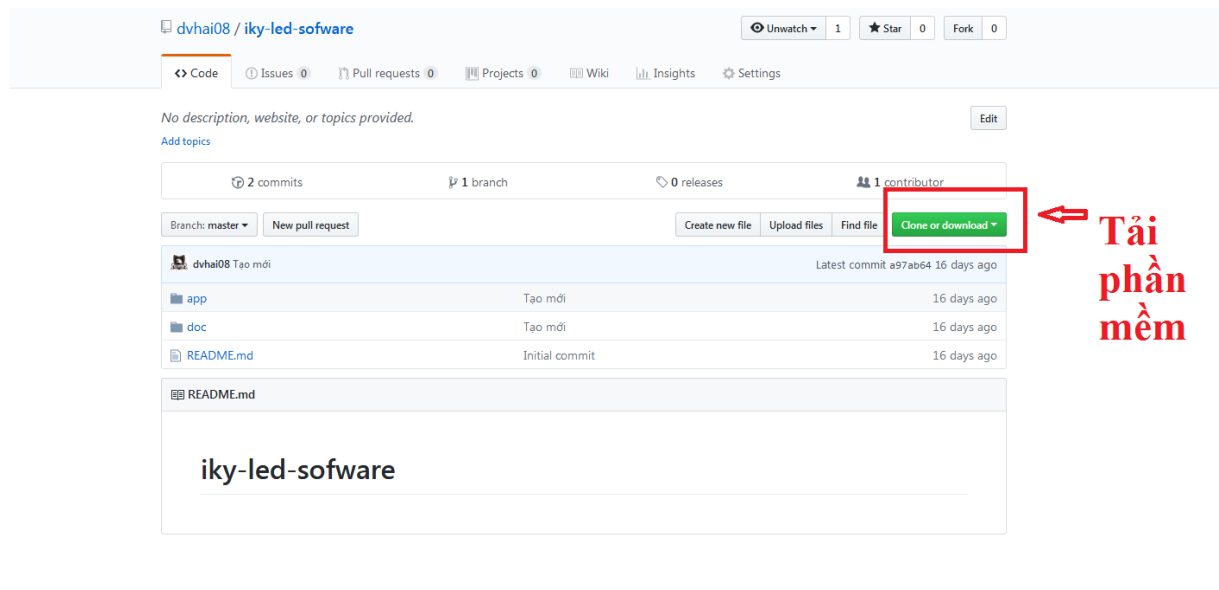 dvhai08 / iky-led-sofware
Unwatch 1 Star 0 Fork 0
Code Issues 0 Pull requests 0 Projects 0 Wiki Insights Settings
No description, website, or topics provided. Edit
Add topics
2 commits 1 branch 0 releases 1 contributor
Branch: master New pull request Create new file Upload files Find file Clone or download
Tải
phần
mềm
dvhai08 Tạo mới Latest commit a97ab64 16 days ago
app Tạo mới 16 days ago
doc Tạo mới 16 days ago
README.md Initial commit 16 days ago
README.md
iky-led-sofware